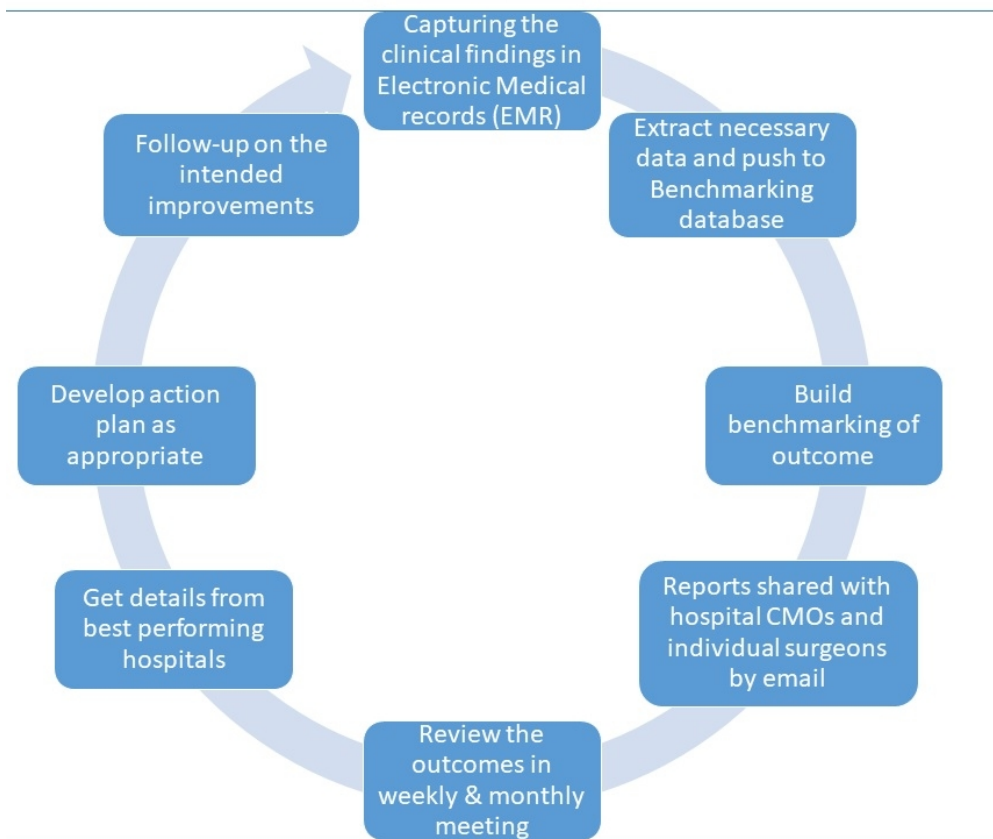 Capturing the
clinical findings in
Electronic Medical
records (EMR)
Extract necessary
data and push to
Benchmarking
database
Build
benchmarking of
outcome
Reports shared with
hospital CMOs and
individual surgeons
by email
Review the
outcomes in
weekly & monthly
meeting
Get details from
best performing
hospitals
Develop action
plan as
appropriate
Follow-up on the
intended
improvements